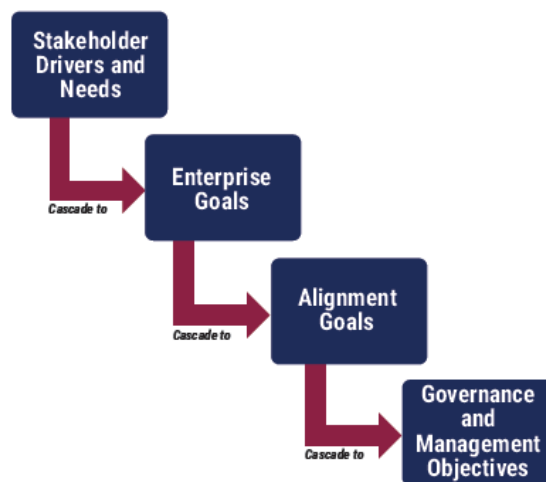 Stakeholder
Drivers and
Needs
Cascade to
Enterprise
Goals
Cascade to
Alignment
Goals
Cascade to
Governance
and
Management
Objectives